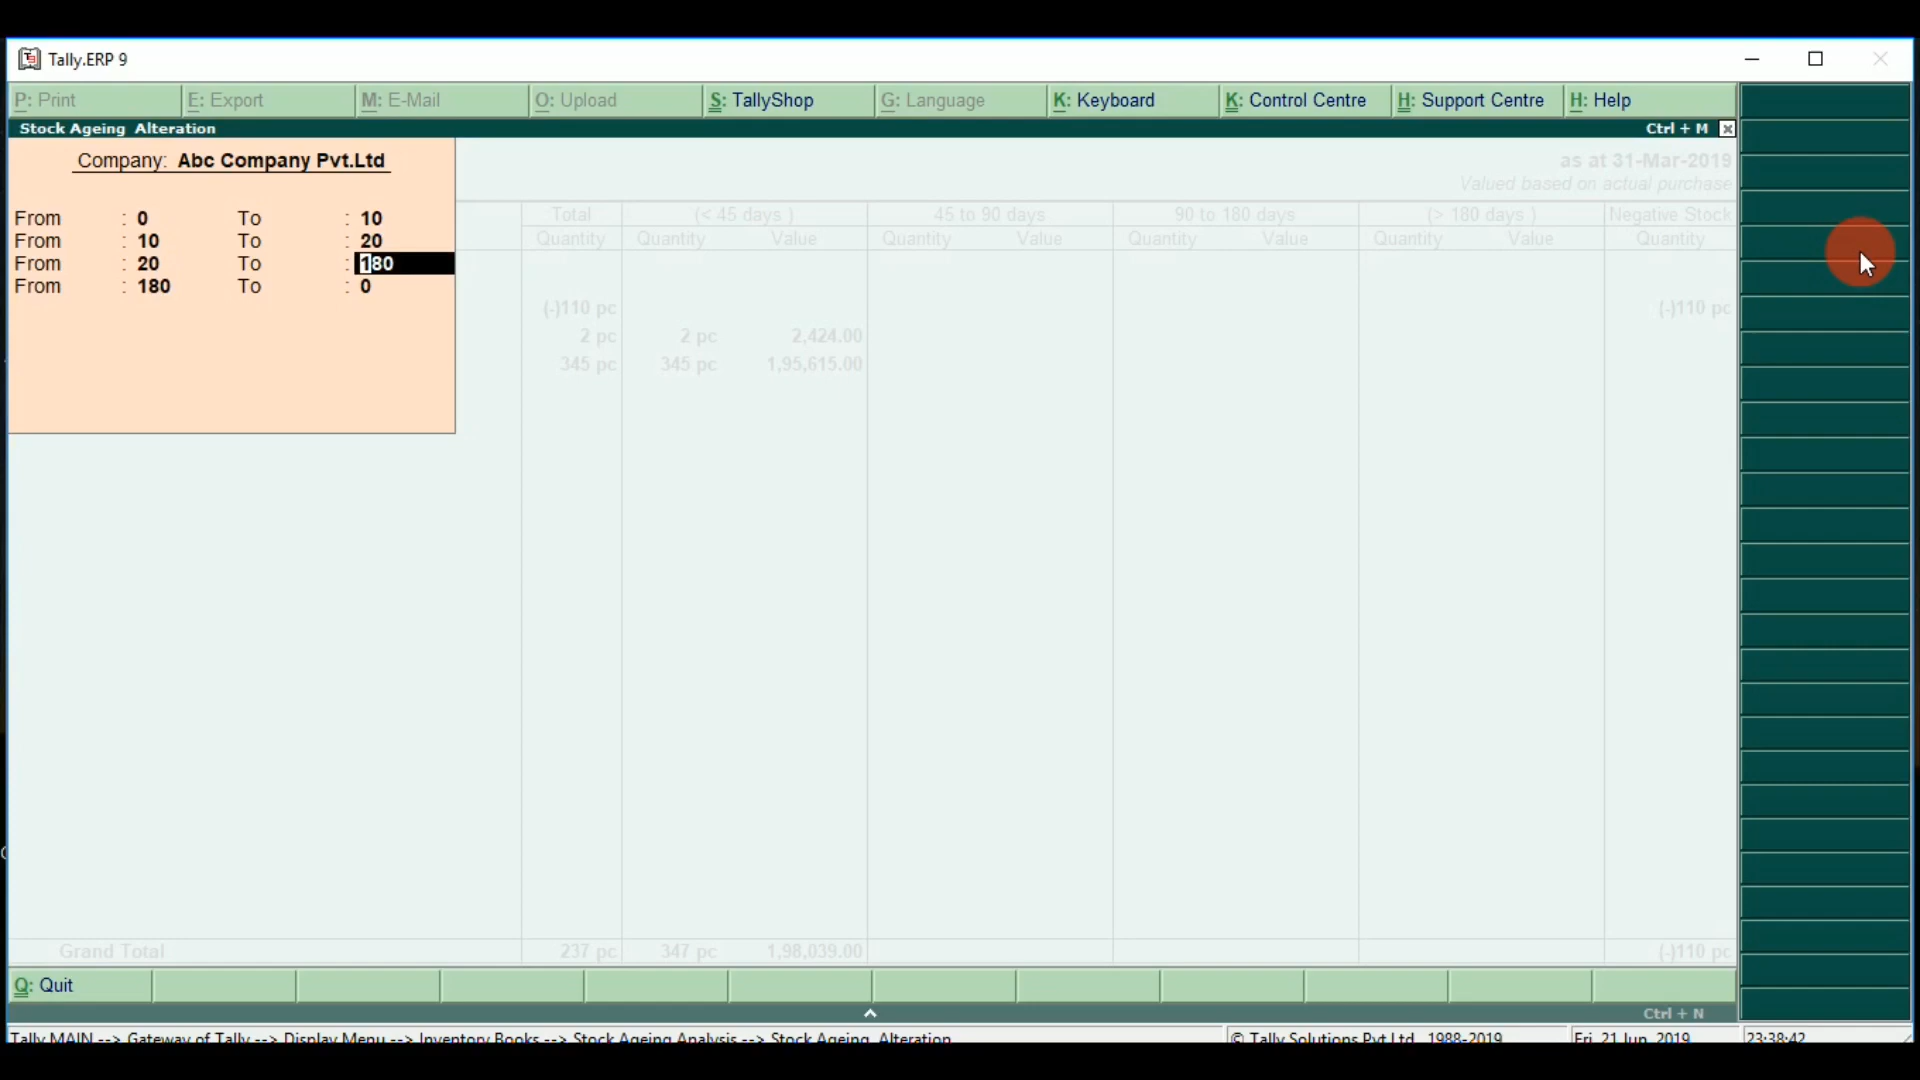 Tally.ERP 9
P: Print E: Export M: E-Mail O: Upload S: TallyShop G: Language K: Keyboard K: Control Centre H: Support Centre H: Help
Stock Ageing Alteration Ctrl + M
Company: Abc Company Pvt.Ltd
as at 31-Mar-2019
Valued based on actual purchase
From : 0 To : 10
From : 10 To : 20
From : 20 To : 180
From : 180 To : 0
Total (< 45 days ) 45 to 90 days 90 to 180 days (> 180 days ) Negative Stock
Quantity Quantity Value Quantity Value Quantity Value Quantity Value Quantity
(-)110 pc (-)110 pc
2 pc 2 pc 2,424.00
345 pc 345 pc 1,95,615.00
Grand Total 237 pc 347 pc 1,98,039.00 (-)110 pc
Q: Quit
Ctrl + N
Tally MAIN --> Gateway of Tally --> Display Menu --> Inventory Books --> Stock Ageing Analysis --> Stock Ageing Alteration © Tally Solutions Pvt Ltd., 1988-2019 Fri, 21 Jun, 2019 23:38:42